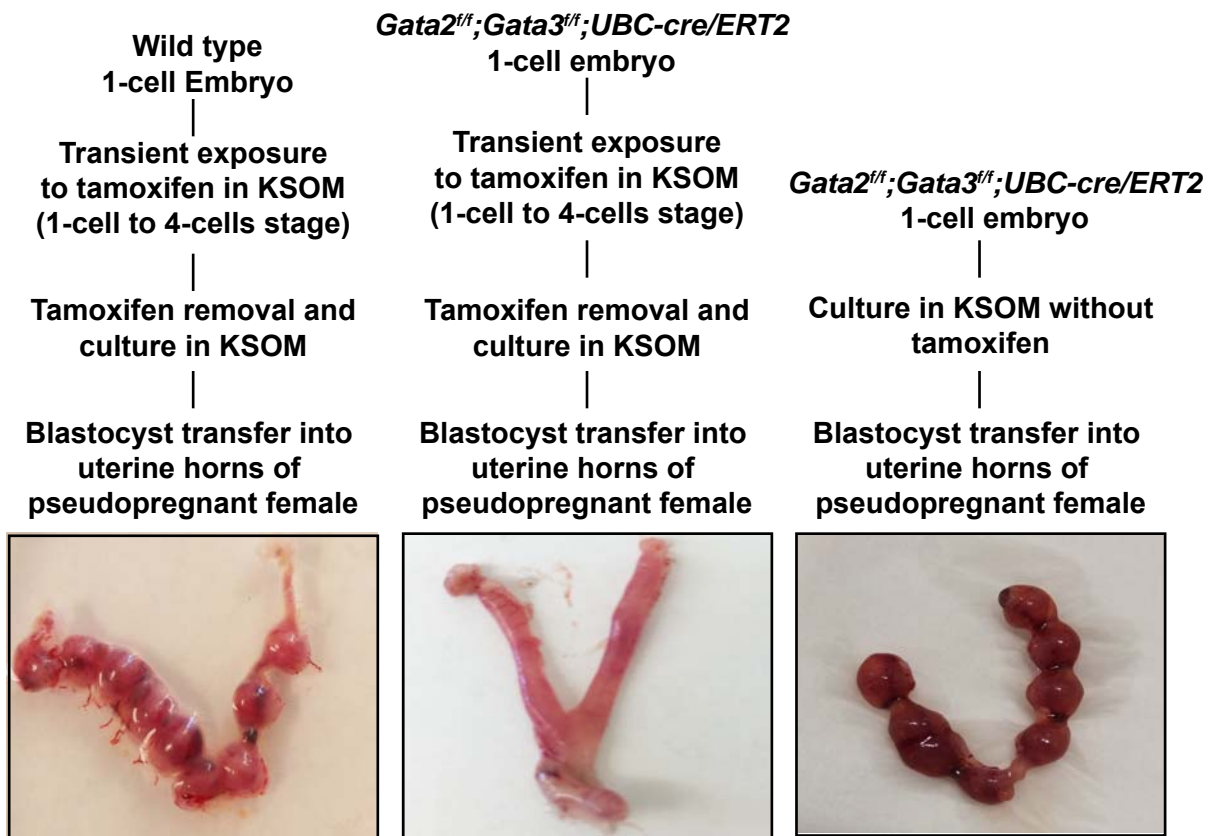 Wild type
1-cell Embryo
Transient exposure
to tamoxifen in KSOM
(1-cell to 4-cells stage)
Tamoxifen removal and
culture in KSOM
Blastocyst transfer into
uterine horns of
pseudopregnant female
Gata2f/f;Gata3f/f;UBC-cre/ERT2
1-cell embryo
Transient exposure
to tamoxifen in KSOM
(1-cell to 4-cells stage)
Tamoxifen removal and
culture in KSOM
Blastocyst transfer into
uterine horns of
pseudopregnant female
Gata2f/f;Gata3f/f;UBC-cre/ERT2
1-cell embryo
Culture in KSOM without
tamoxifen
Blastocyst transfer into
uterine horns of
pseudopregnant female